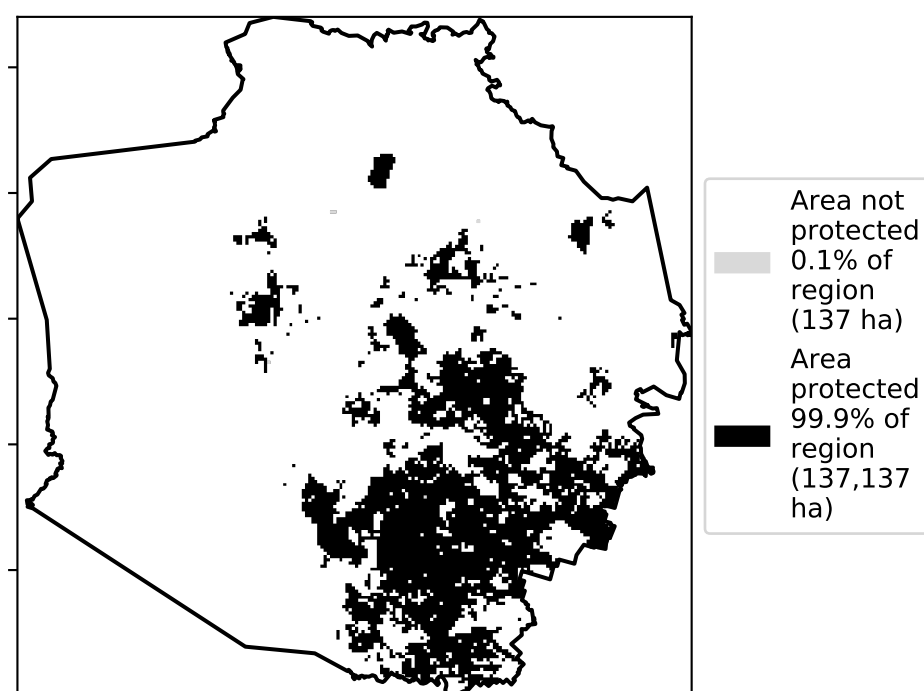 Area not
protected
0.1% of
region
(137 ha)
Area
protected
99.9% of
region
(137,137
ha)